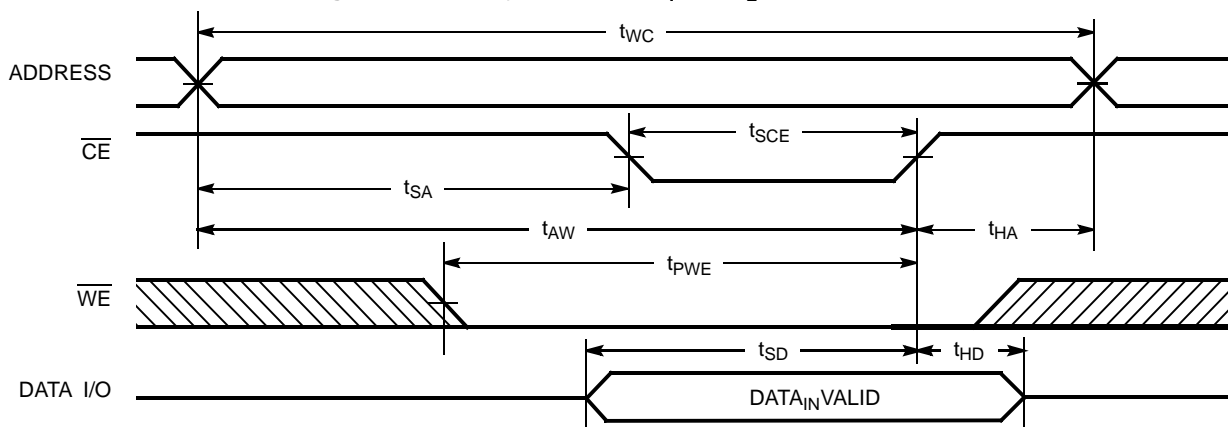 tWC
ADDRESS
CE
tSCE
tSA
tAW
tHA
tPWE
WE
tSD
tHD
DATA I/O
DATAINVALID